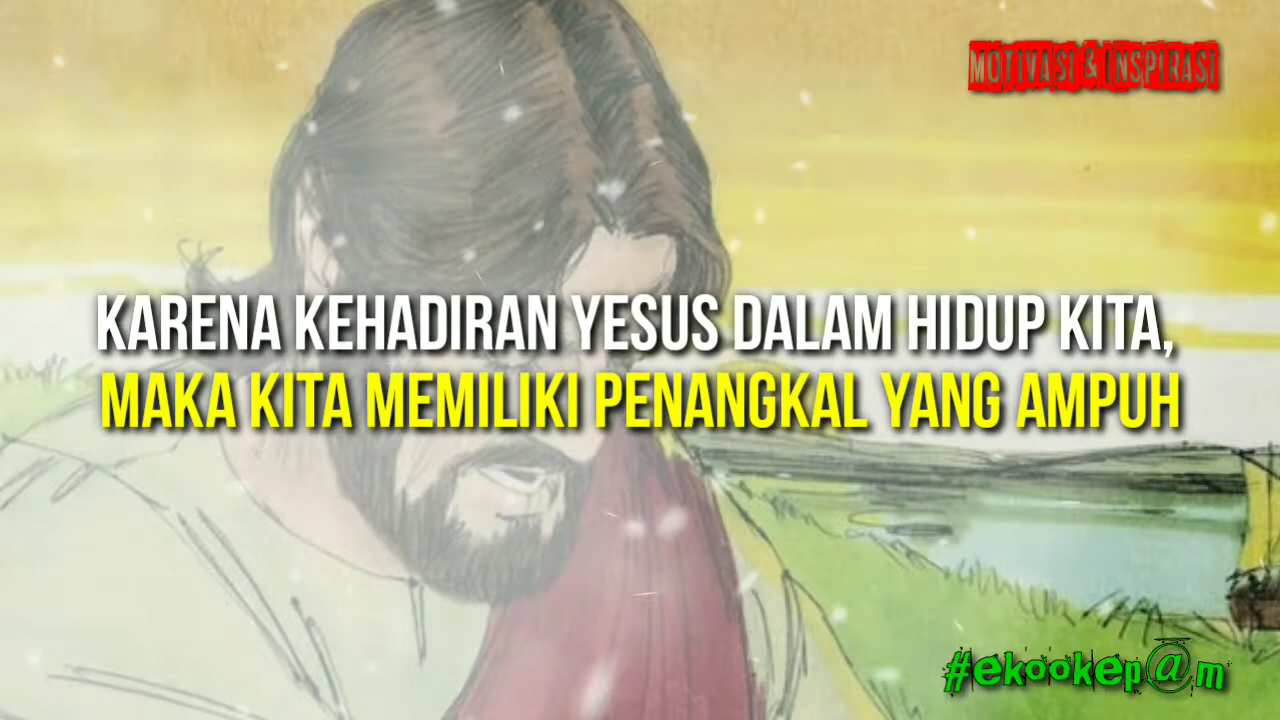 MOTIVASI & INSPIRASI
KARENA KEHADIRAN YESUS DALAM HIDUP KITA,
MAKA KITA MEMILIKI PENANGKAL YANG AMPUH
#ekookep@m